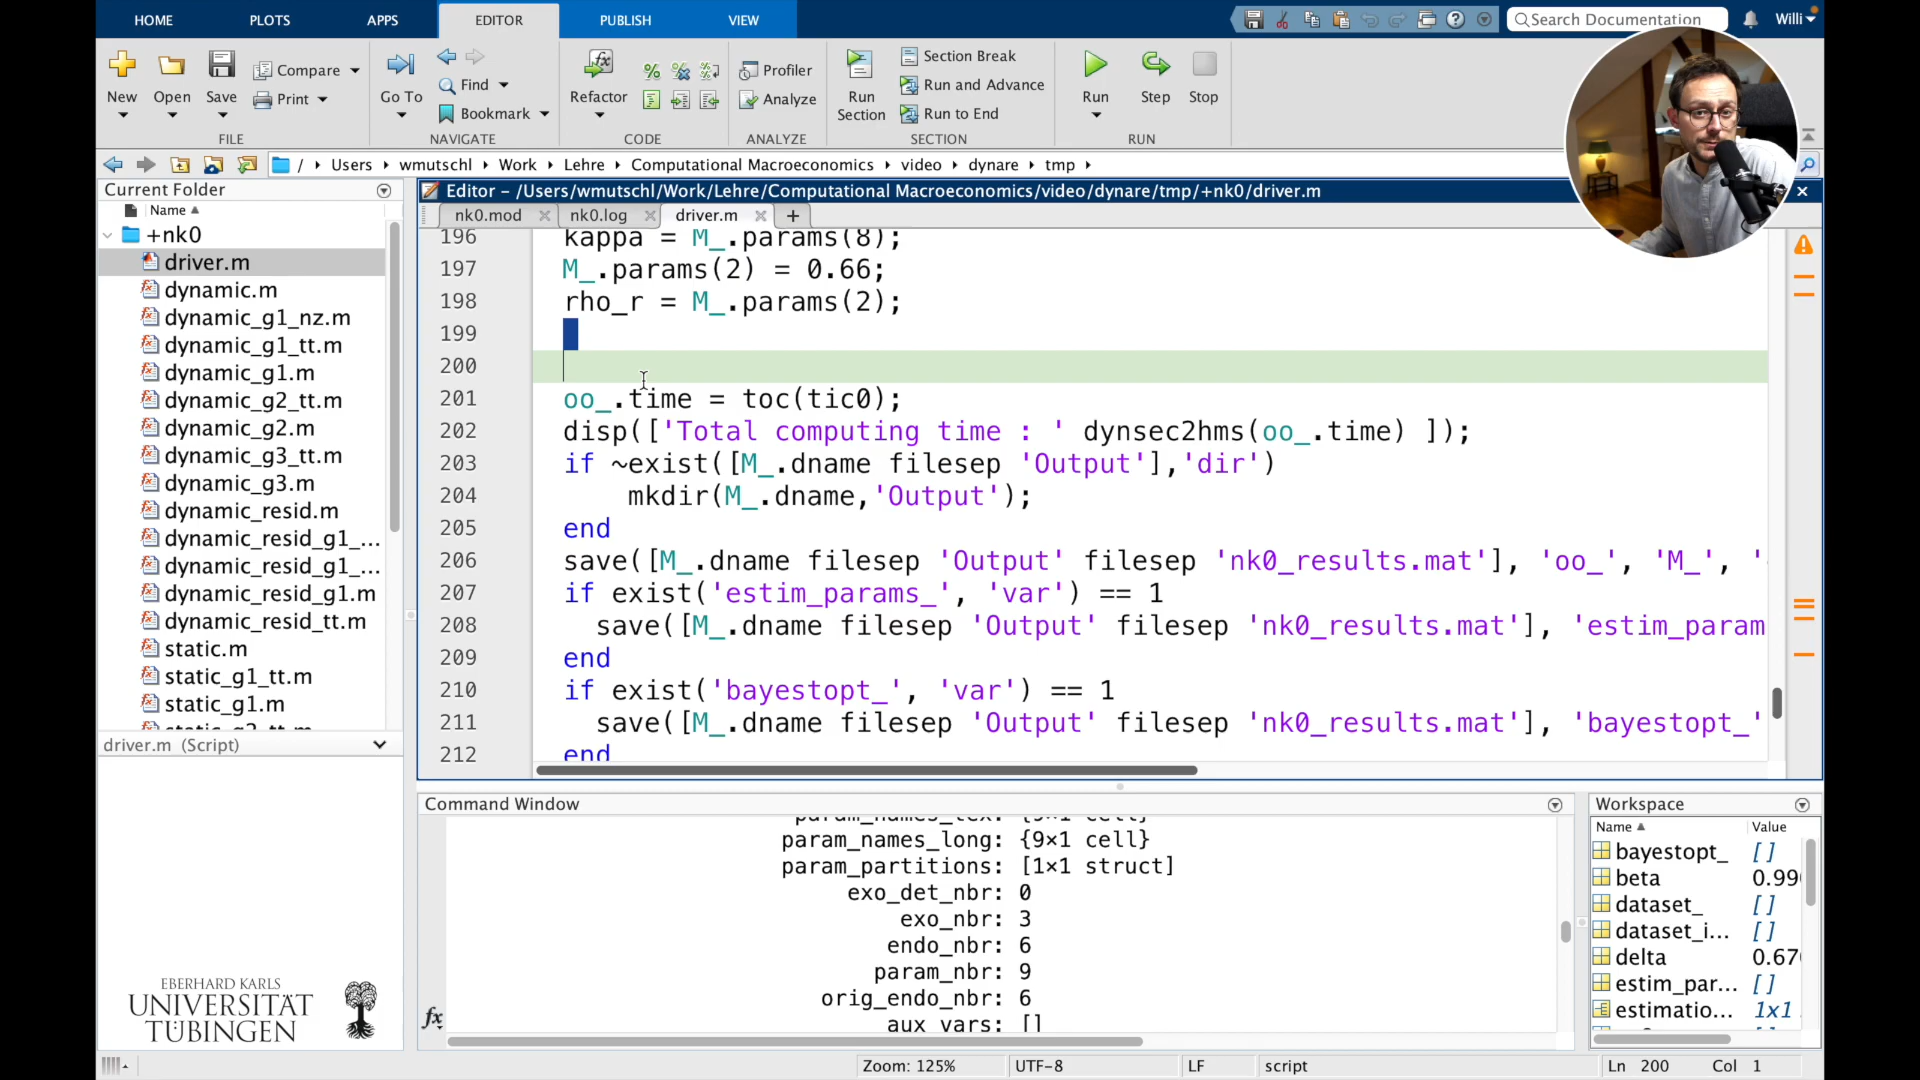 HOME PLOTS APPS EDITOR PUBLISH VIEW
Search Documentation Willi
New Open Save Compare Print
FILE
Go To Find Bookmark
NAVIGATE
Refactor
CODE
Profiler Analyze
ANALYZE
Run Section
Section Break
Run and Advance
Run to End
SECTION
Run Step Stop
RUN
/ Users wmutschl Work Lehre Computational Macroeconomics video dynare tmp
Current Folder
Name
+nk0
driver.m
dynamic.m
dynamic_g1_nz.m
dynamic_g1_tt.m
dynamic_g1.m
dynamic_g2_tt.m
dynamic_g2.m
dynamic_g3_tt.m
dynamic_g3.m
dynamic_resid.m
dynamic_resid_g1_...
dynamic_resid_g1_...
dynamic_resid_g1.m
dynamic_resid_tt.m
static.m
static_g1_tt.m
static_g1.m
static_g2_tt.m
driver.m (Script)
EBERHARD KARLS
UNIVERSITÄT
TÜBINGEN
Editor – /Users/wmutschl/Work/Lehre/Computational Macroeconomics/video/dynare/tmp/+nk0/driver.m
nk0.mod nk0.log driver.m +
196 kappa = M_.params(8);
197 M_.params(2) = 0.66;
198 rho_r = M_.params(2);
199
200
201 oo_.time = toc(tic0);
202 disp(['Total computing time : ' dynsec2hms(oo_.time) ]);
203 if ~exist([M_.dname filesep 'Output'],'dir')
204 mkdir(M_.dname,'Output');
205 end
206 save([M_.dname filesep 'Output' filesep 'nk0_results.mat'], 'oo_', 'M_', '
207 if exist('estim_params_', 'var') == 1
208 save([M_.dname filesep 'Output' filesep 'nk0_results.mat'], 'estim_param
209 end
210 if exist('bayestopt_', 'var') == 1
211 save([M_.dname filesep 'Output' filesep 'nk0_results.mat'], 'bayestopt_'
212 end
Command Window
param_names_tex: {9×1 cell}
param_names_long: {9×1 cell}
param_partitions: [1×1 struct]
exo_det_nbr: 0
exo_nbr: 3
endo_nbr: 6
param_nbr: 9
orig_endo_nbr: 6
aux_vars: []
fx
Workspace
Name Value
bayestopt_ []
beta 0.99
dataset_ []
dataset_i... []
delta 0.67
estim_par... []
estimatio... 1x1
Zoom: 125% UTF-8 LF script Ln 200 Col 1